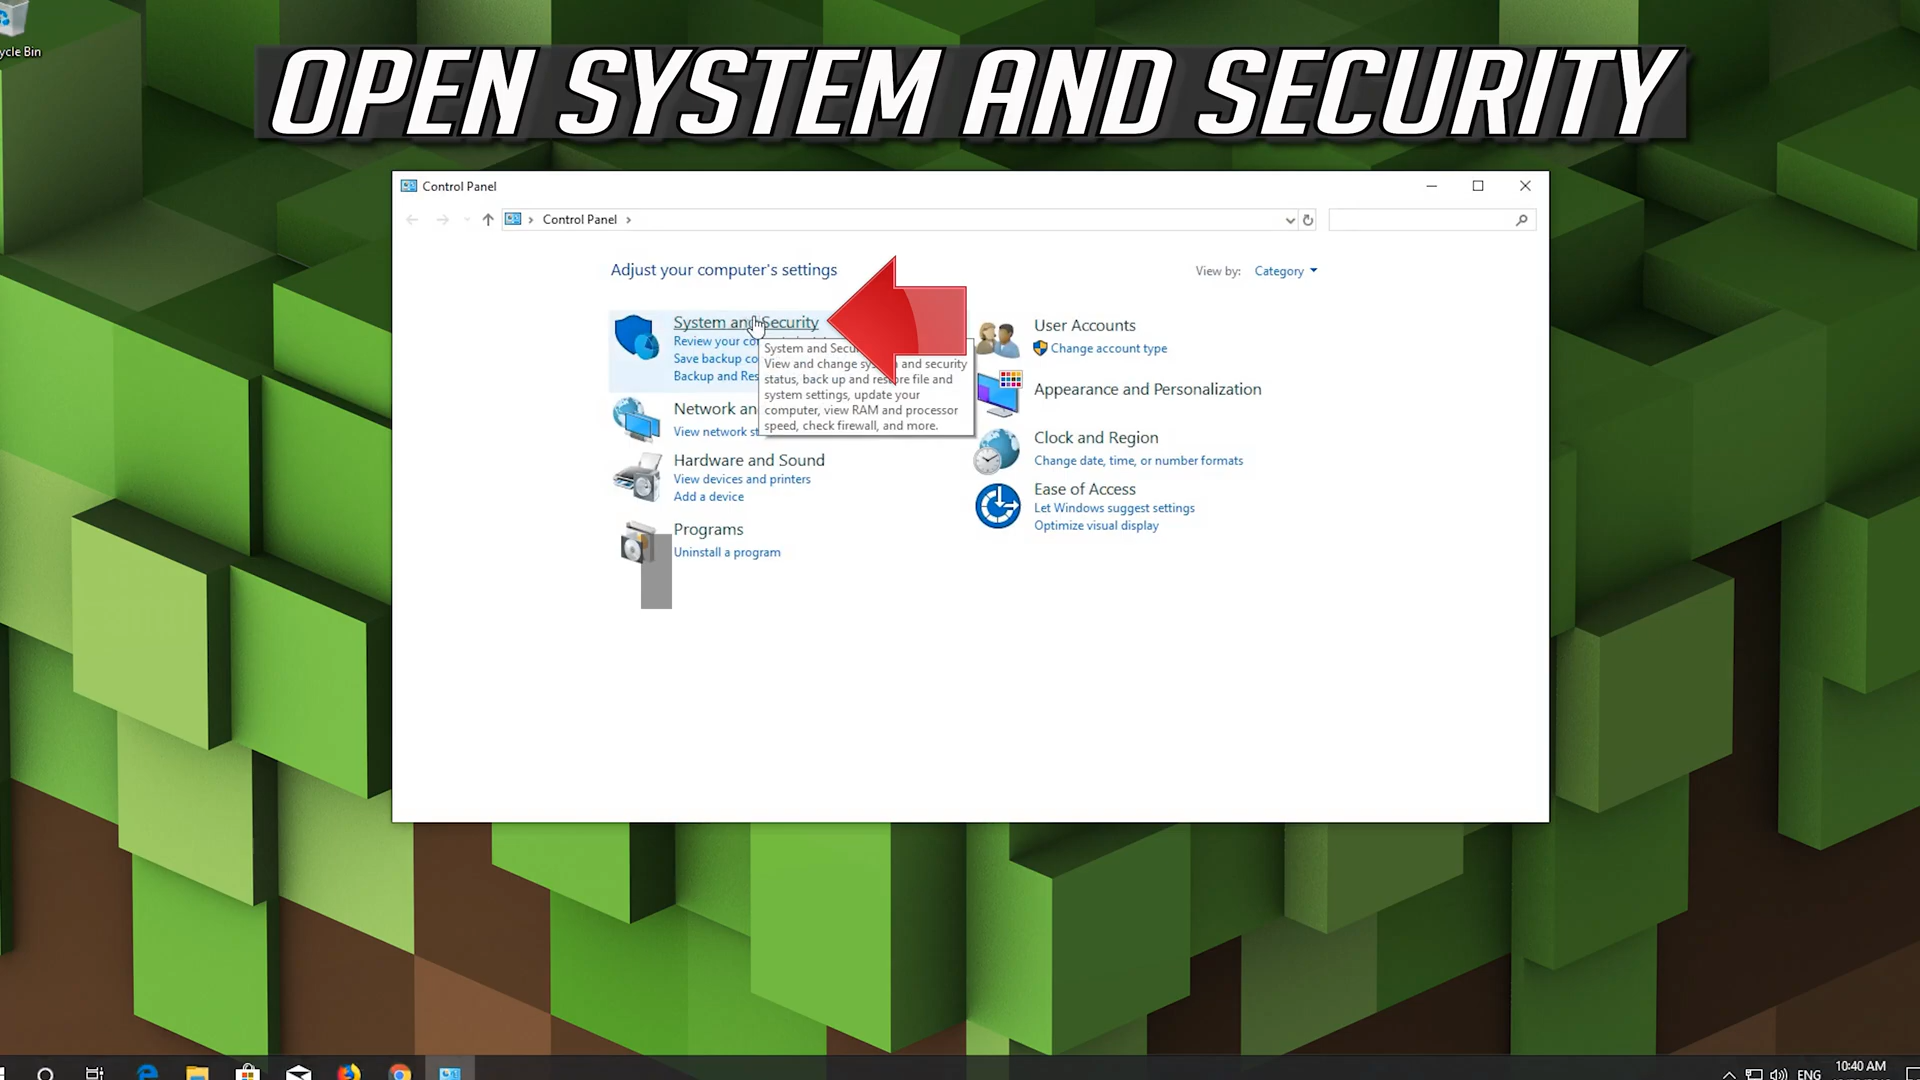 cycle Bin
OPEN SYSTEM AND SECURITY
Control Panel
Control Panel
Adjust your computer's settings
View by: Category
System and Security
Review your co
Save backup co
Backup and Res
System and Secu
View and change sys and security
status, back up and restore file and
system settings, update your
computer, view RAM and processor
speed, check firewall, and more.
Network an
View network st
Hardware and Sound
View devices and printers
Add a device
Programs
Uninstall a program
User Accounts
Change account type
Appearance and Personalization
Clock and Region
Change date, time, or number formats
Ease of Access
Let Windows suggest settings
Optimize visual display
ENG
10:40 AM